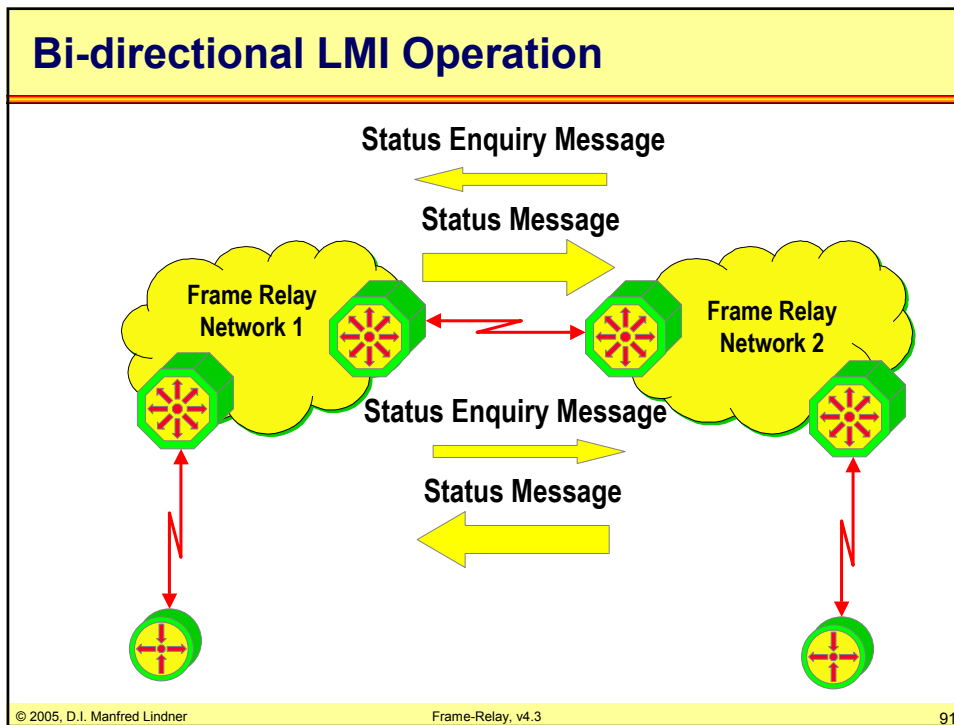 Bi-directional LMI Operation
Status Enquiry Message
Status Message
Frame Relay
Network 1
Frame Relay
Network 2
Status Enquiry Message
Status Message
© 2005, D.I. Manfred Lindner
Frame-Relay, v4.3
91